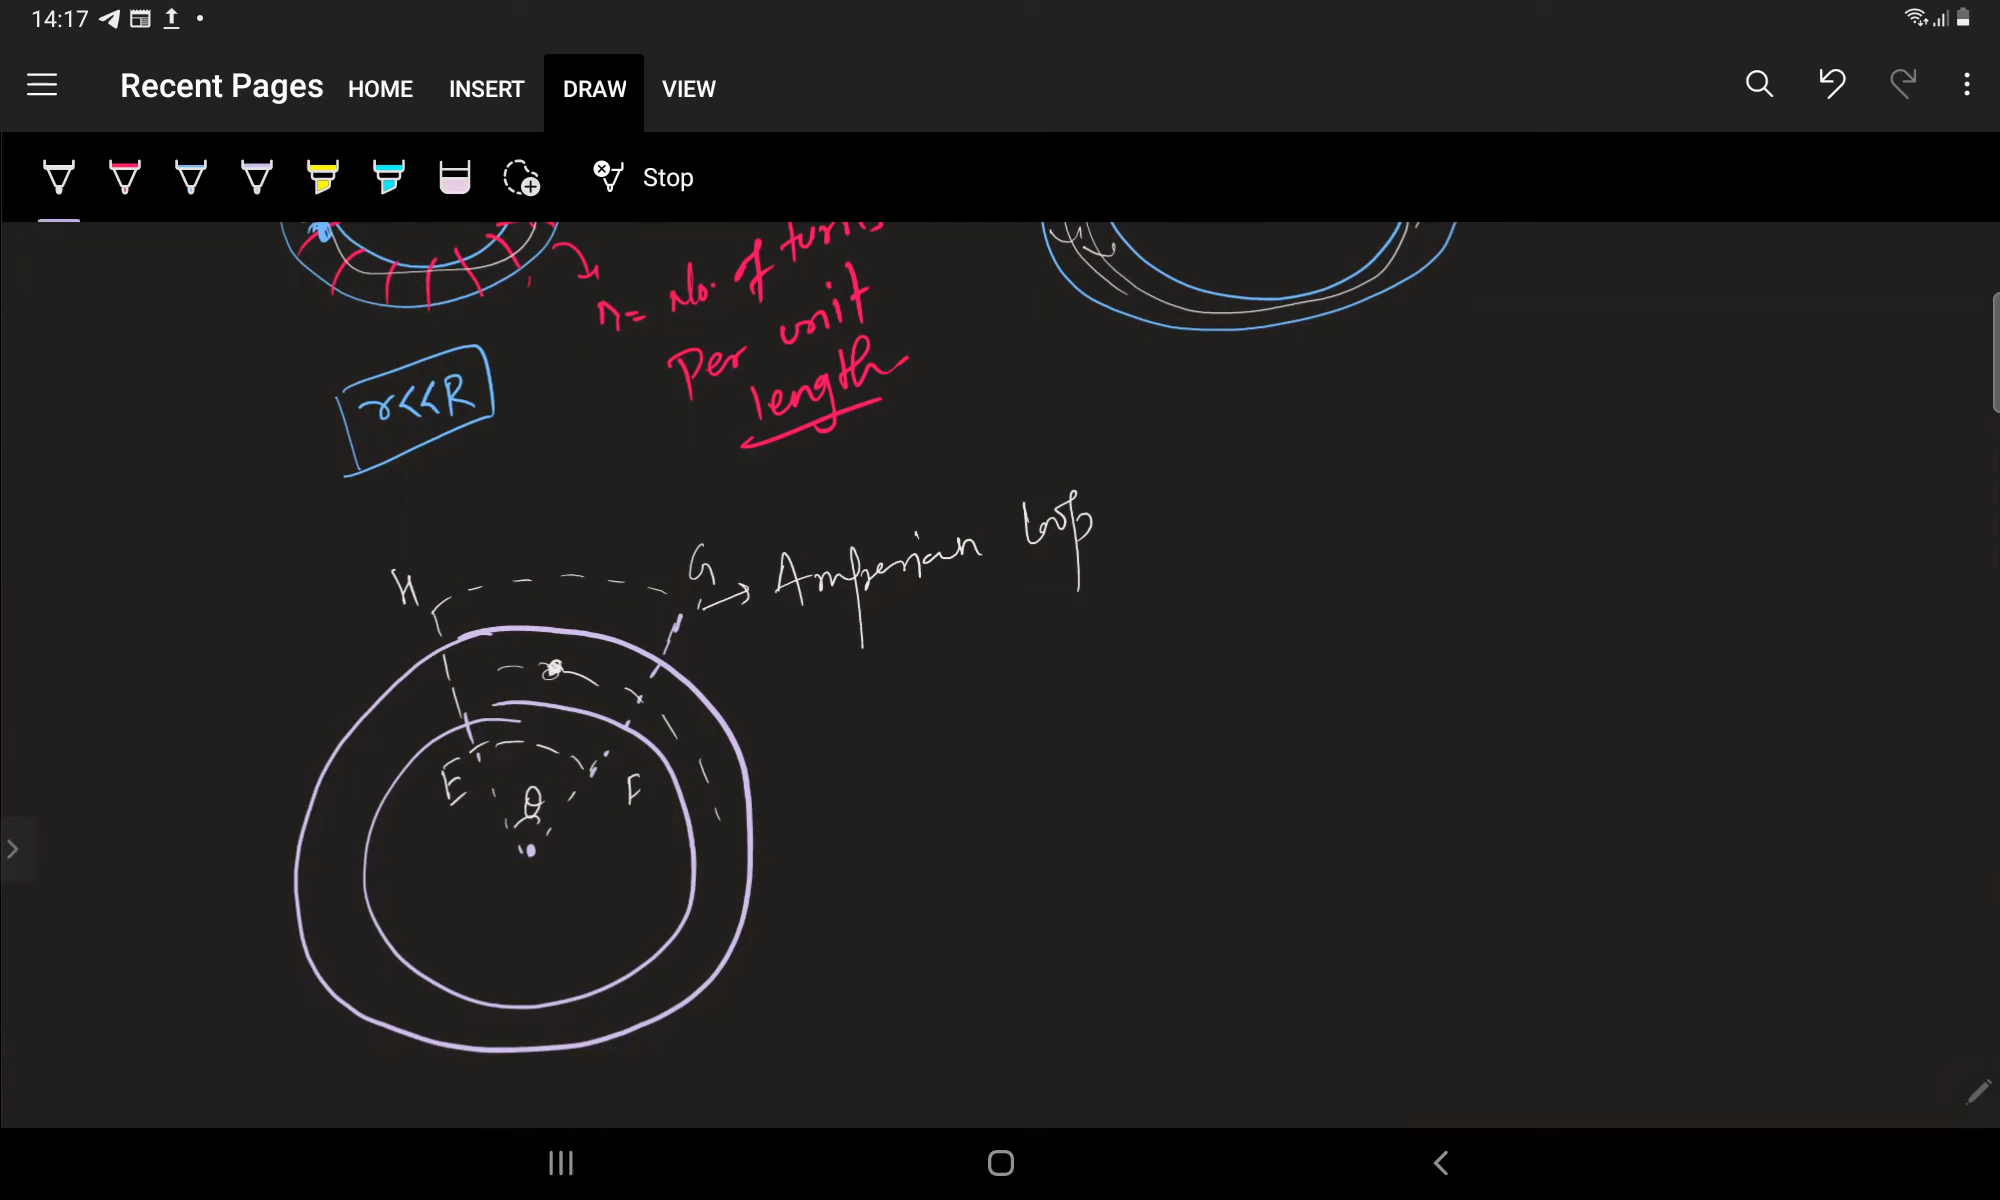 14:17
Recent Pages HOME INSERT DRAW VIEW
Stop
n = No. of turns
Per unit
length
r<<R
H G → Amperian loop
E θ F